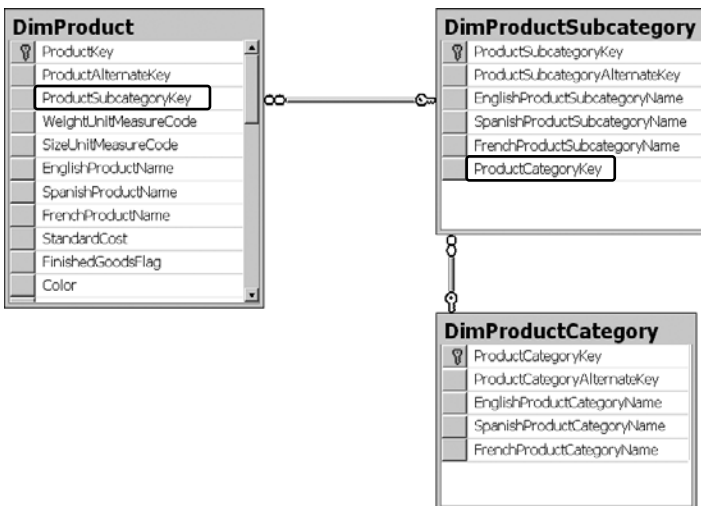 DimProduct
ProductKey
ProductAlternateKey
ProductSubcategoryKey
WeightUnitMeasureCode
SizeUnitMeasureCode
EnglishProductName
SpanishProductName
FrenchProductName
StandardCost
FinishedGoodsFlag
Color
DimProductSubcategory
ProductSubcategoryKey
ProductSubcategoryAlternateKey
EnglishProductSubcategoryName
SpanishProductSubcategoryName
FrenchProductSubcategoryName
ProductCategoryKey
DimProductCategory
ProductCategoryKey
ProductCategoryAlternateKey
EnglishProductCategoryName
SpanishProductCategoryName
FrenchProductCategoryName